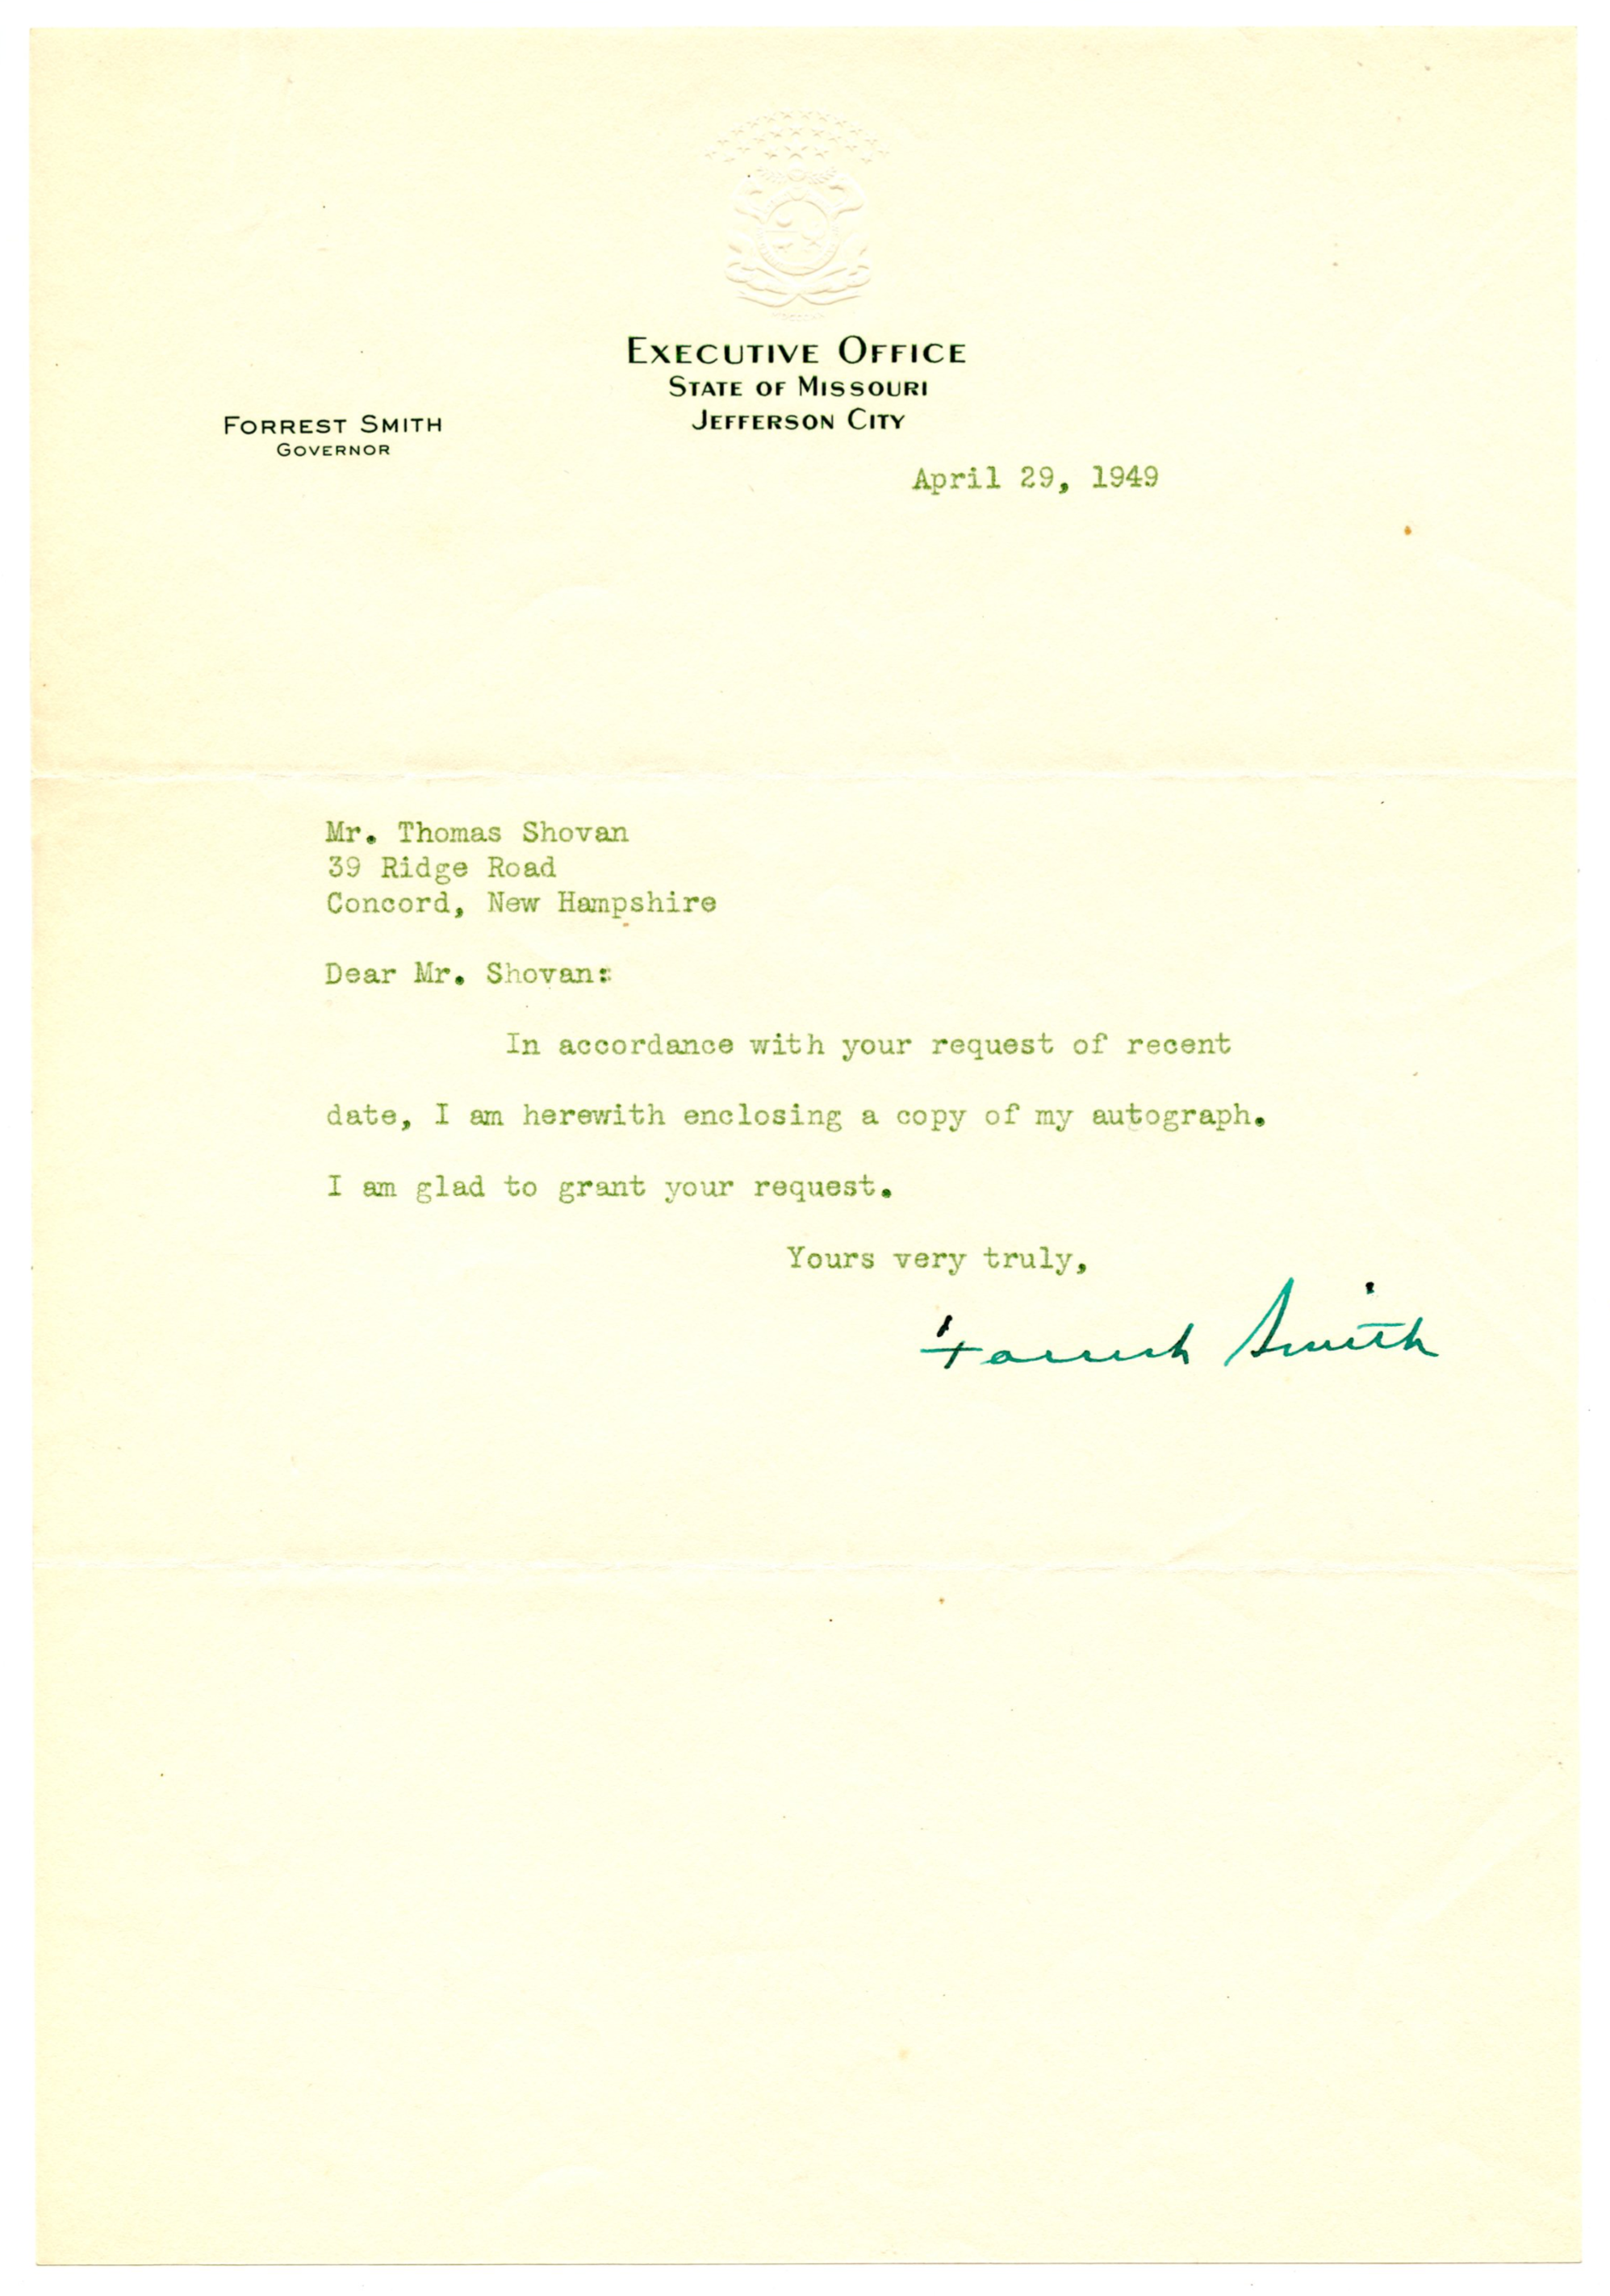 Executive Office
State of Missouri
Jefferson City
Forrest Smith
Governor
April 29, 1949
Mr. Thomas Shovan
39 Ridge Road
Concord, New Hampshire
Dear Mr. Shovan:
In accordance with your request of recent
date, I am herewith enclosing a copy of my autograph.
I am glad to grant your request.
Yours very truly,
Forrest Smith